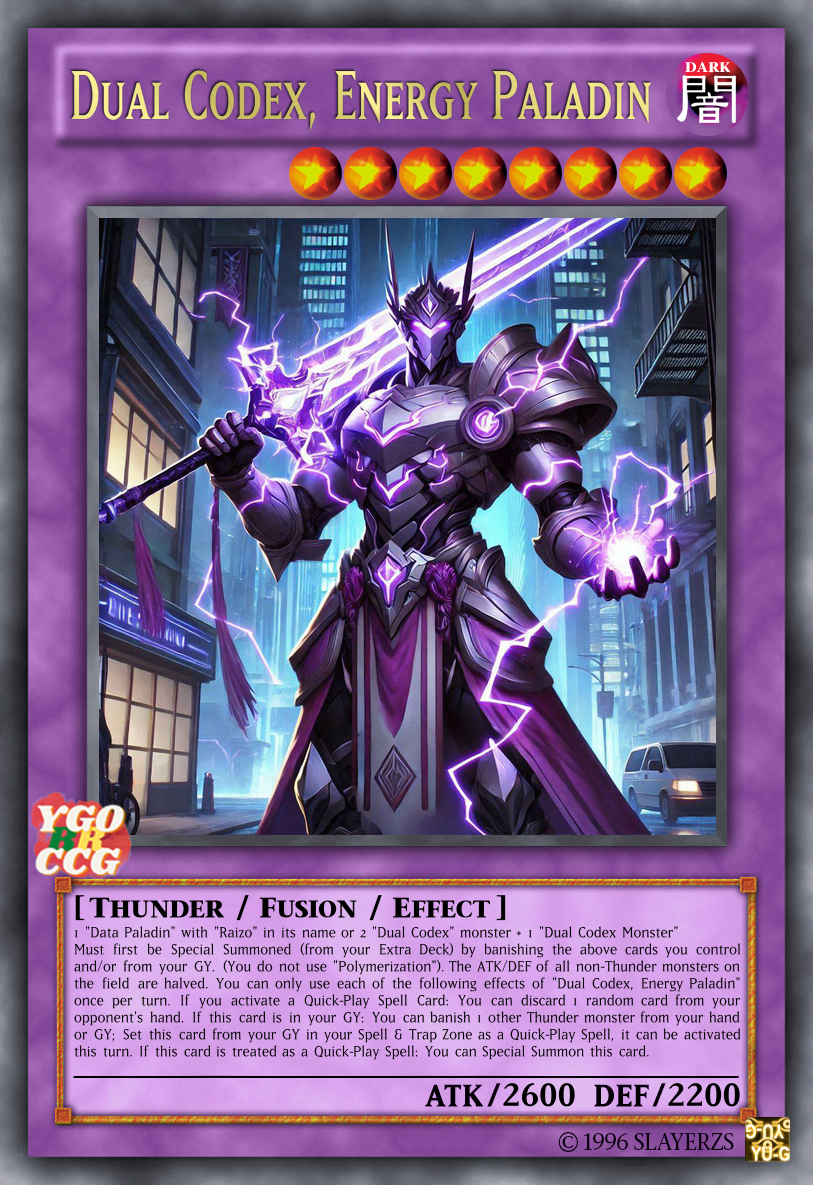 Dual Codex, Energy Paladin
DARK
闇
YGO
RR
CCG
[ Thunder / Fusion / Effect ]
1 "Data Paladin" with "Raizo" in its name or 2 "Dual Codex" monster + 1 "Dual Codex Monster"
Must first be Special Summoned (from your Extra Deck) by banishing the above cards you control
and/or from your GY. (You do not use "Polymerization"). The ATK/DEF of all non-Thunder monsters on
the field are halved. You can only use each of the following effects of "Dual Codex, Energy Paladin"
once per turn. If you activate a Quick-Play Spell Card: You can discard 1 random card from your
opponent's hand. If this card is in your GY: You can banish 1 other Thunder monster from your hand
or GY; Set this card from your GY in your Spell & Trap Zone as a Quick-Play Spell, it can be activated
this turn. If this card is treated as a Quick-Play Spell: You can Special Summon this card.
ATK/2600 DEF/2200
© 1996 SLAYERZS